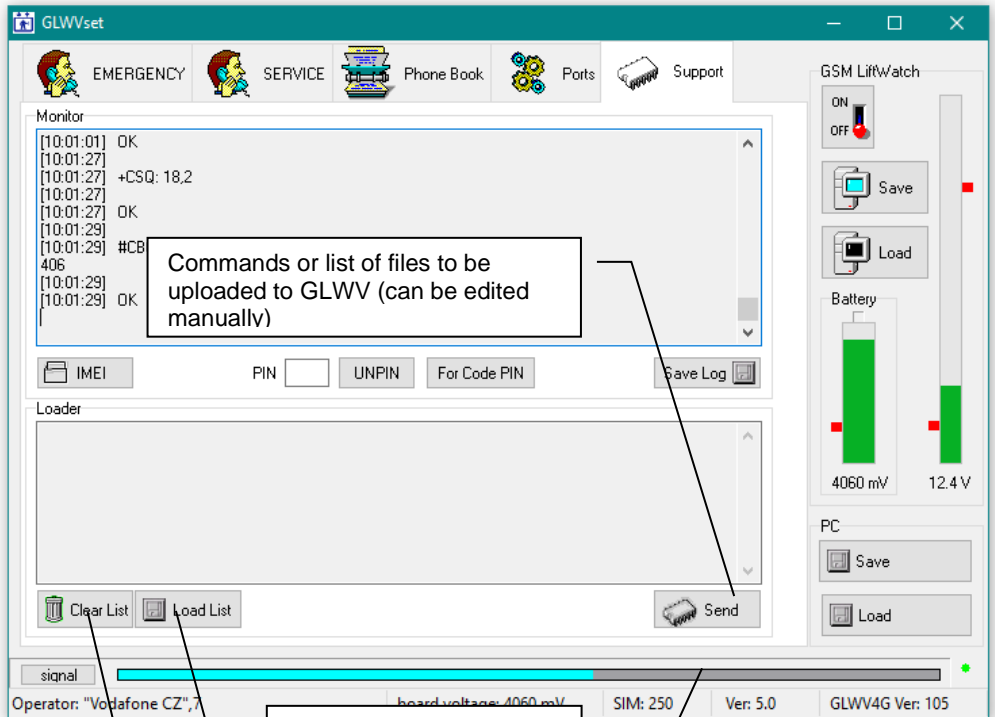 GLWVset
EMERGENCY
SERVICE
Phone Book
Ports
Support
Monitor
[10:01:01] OK
[10:01:27]
[10:01:27] +CSQ: 18,2
[10:01:27]
[10:01:27] OK
[10:01:29]
[10:01:29] #CB
406
[10:01:29]
[10:01:29] OK
Commands or list of files to be
uploaded to GLWV (can be edited
manually)
IMEI
PIN
UNPIN
For Code PIN
Save Log
Loader
Clear List
Load List
Send
GSM LiftWatch
ON
OFF
Save
Load
Battery
4060 mV
12.4 V
PC
Save
Load
signal
Operator: "Vodafone CZ",7
board voltage: 4060 mV
SIM: 250
Ver: 5.0
GLWV4G Ver: 105